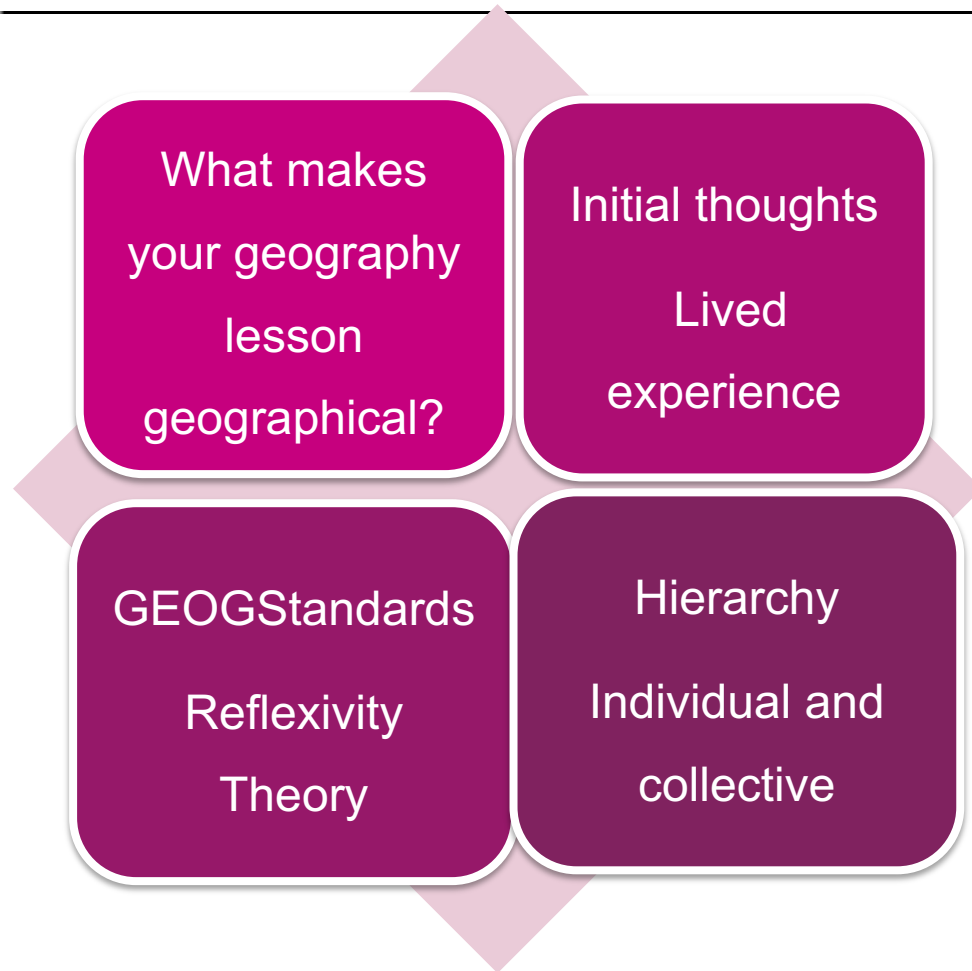 What makes
your geography
lesson
geographical?
Initial thoughts
Lived
experience
GEOGStandards
Reflexivity
Theory
Hierarchy
Individual and
collective